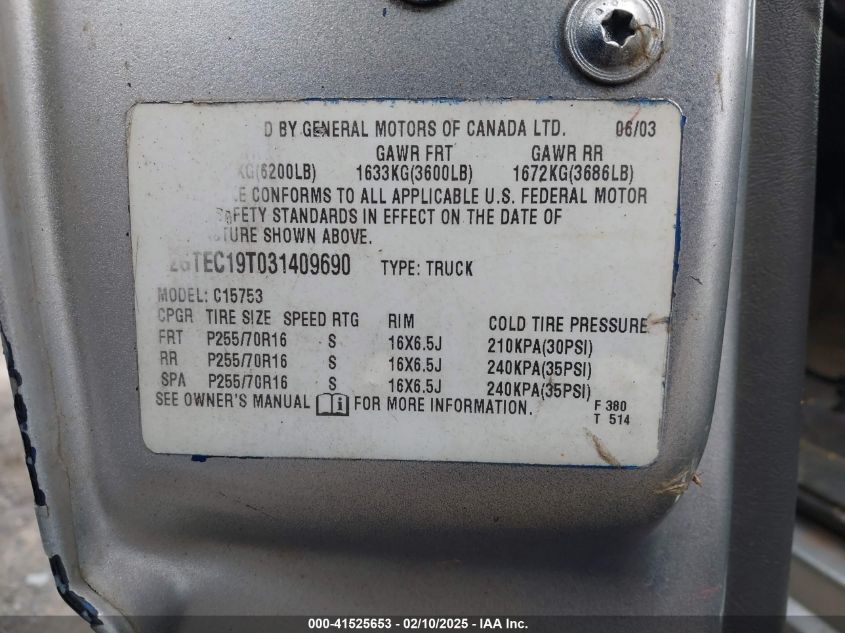 D BY GENERAL MOTORS OF CANADA LTD. 06/03
GAWR FRT GAWR RR
KG(6200LB) 1633KG(3600LB) 1672KG(3686LB)
E CONFORMS TO ALL APPLICABLE U.S. FEDERAL MOTOR
SAFETY STANDARDS IN EFFECT ON THE DATE OF
TURE SHOWN ABOVE.
2GTEC19T031409690 TYPE: TRUCK
MODEL: C15753
CPGR TIRE SIZE SPEED RTG RIM COLD TIRE PRESSURE
FRT P255/70R16 S 16X6.5J 210KPA(30PSI)
RR P255/70R16 S 16X6.5J 240KPA(35PSI)
SPA P255/70R16 S 16X6.5J 240KPA(35PSI)
SEE OWNER'S MANUAL i FOR MORE INFORMATION. F 380
T 514
000-41525653 — 02/10/2025 — IAA Inc.